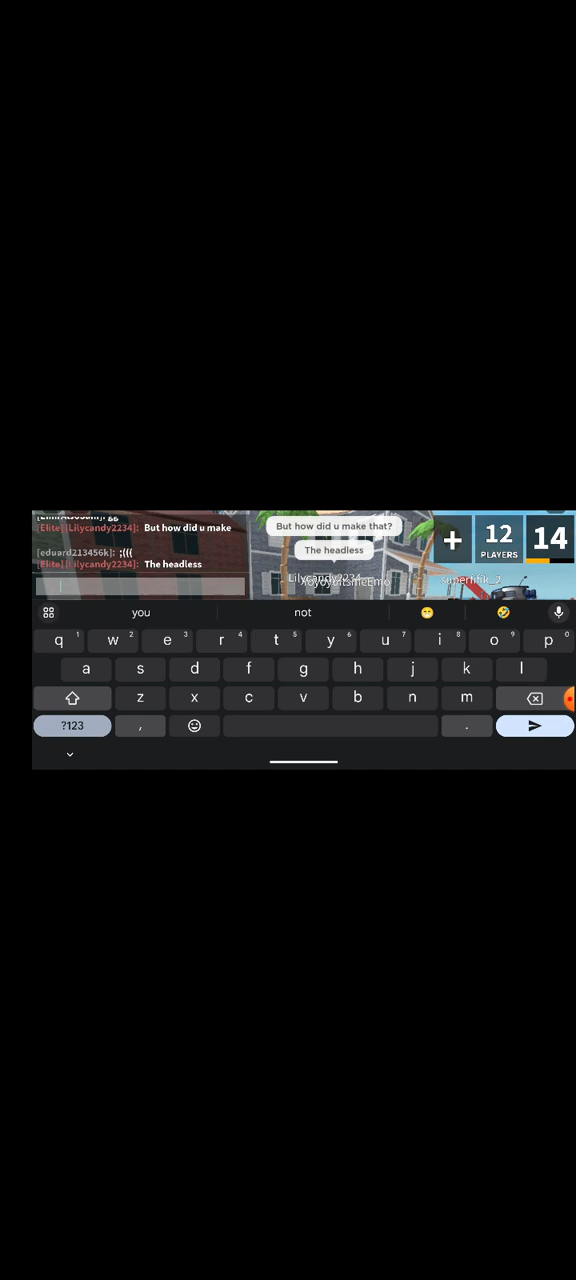 [Elite][Lilycandy2234]: But how did u make
[eduard213456k]: ;(((
[Elite][Lilycandy2234]: The headless
But how did u make that?
The headless
Lilycandy2234
superfifik_2
+
12
PLAYERS
14
you
not
😁
🤣
q 1 w 2 e 3 r 4 t 5 y 6 u 7 i 8 o 9 p 0
a s d f g h j k l
z x c v b n m
?123 , .